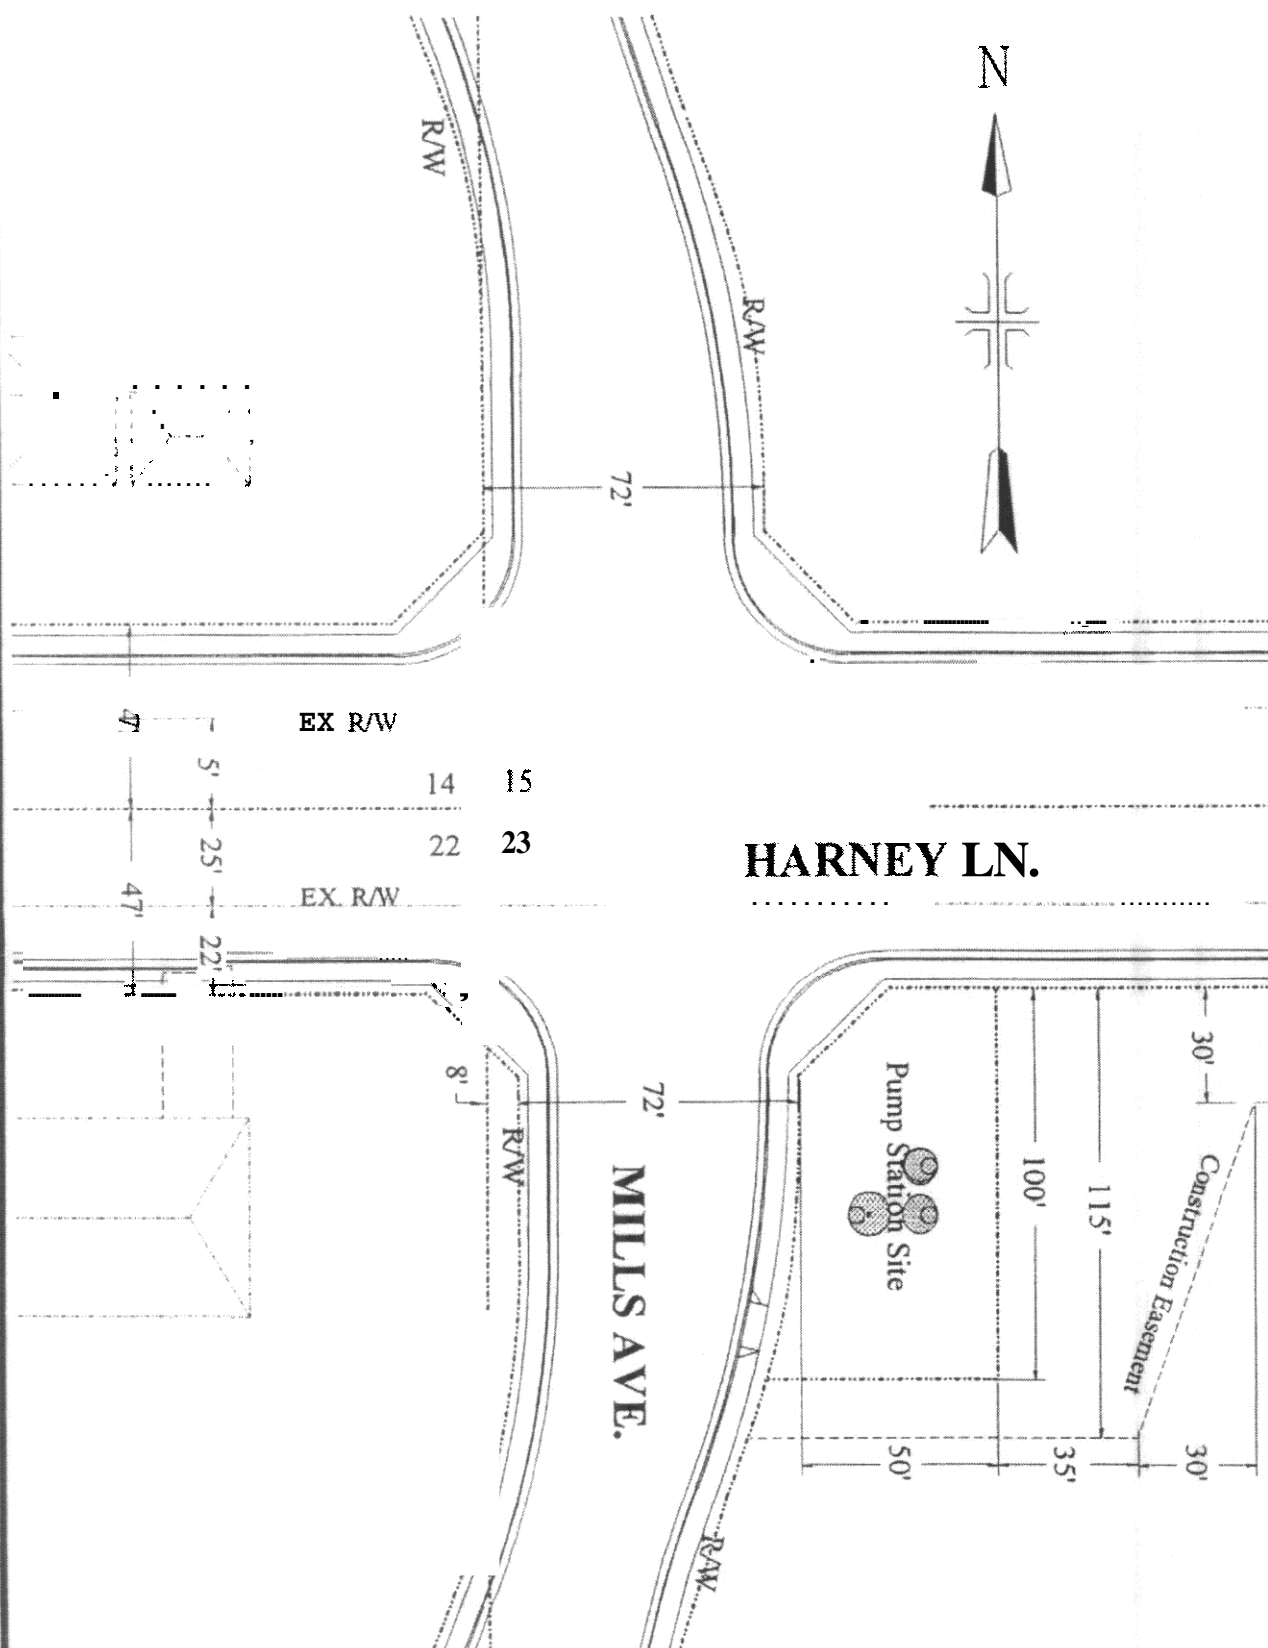 N
R/W
R/W
72'
47'
EX R/W
5'
14 15
22 23
25'
HARNEY LN.
47'
EX. R/W
22'
8'
72'
30'
R/W
MILLS AVE.
Pump Station Site
100'
115'
Construction Easement
50'
35'
30'
R/W